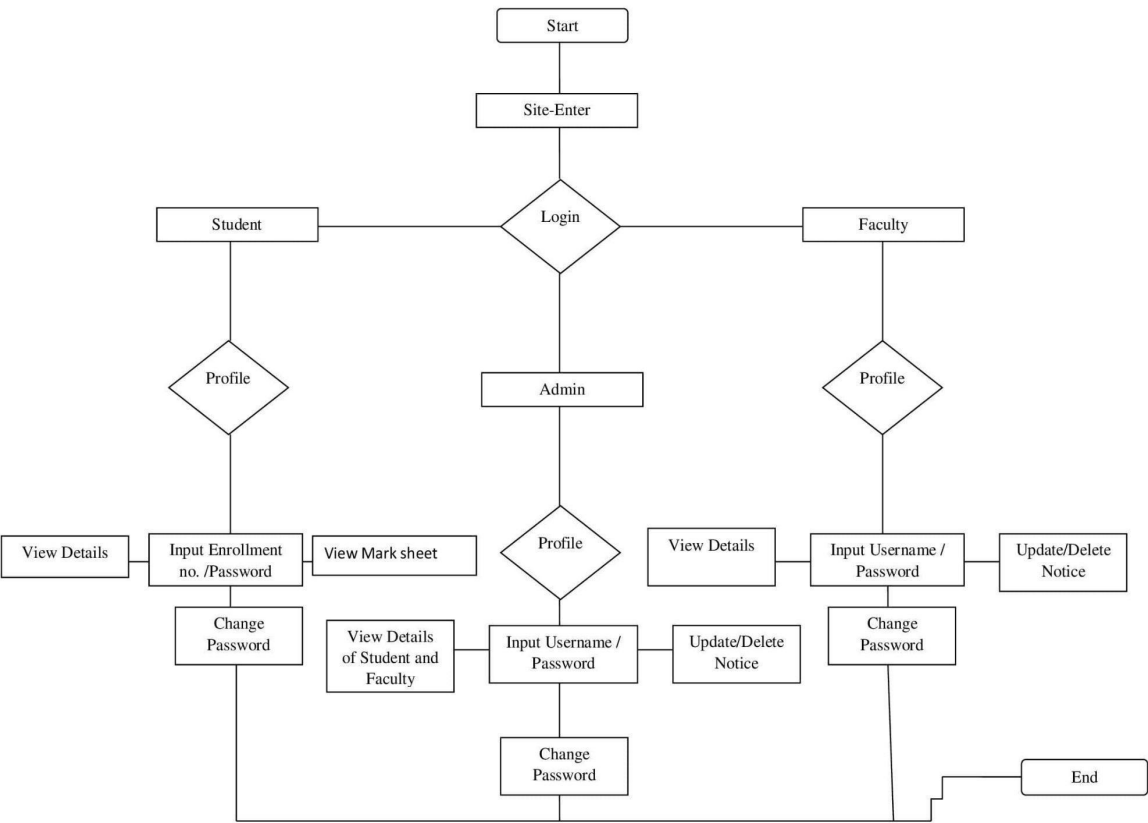 Start
Site-Enter
Student
Login
Faculty
Profile
Admin
Profile
View Details
Input Enrollment
no. /Password
View Mark sheet
Profile
View Details
Input Username /
Password
Update/Delete
Notice
Change
Password
View Details
of Student and
Faculty
Input Username /
Password
Update/Delete
Notice
Change
Password
Change
Password
End